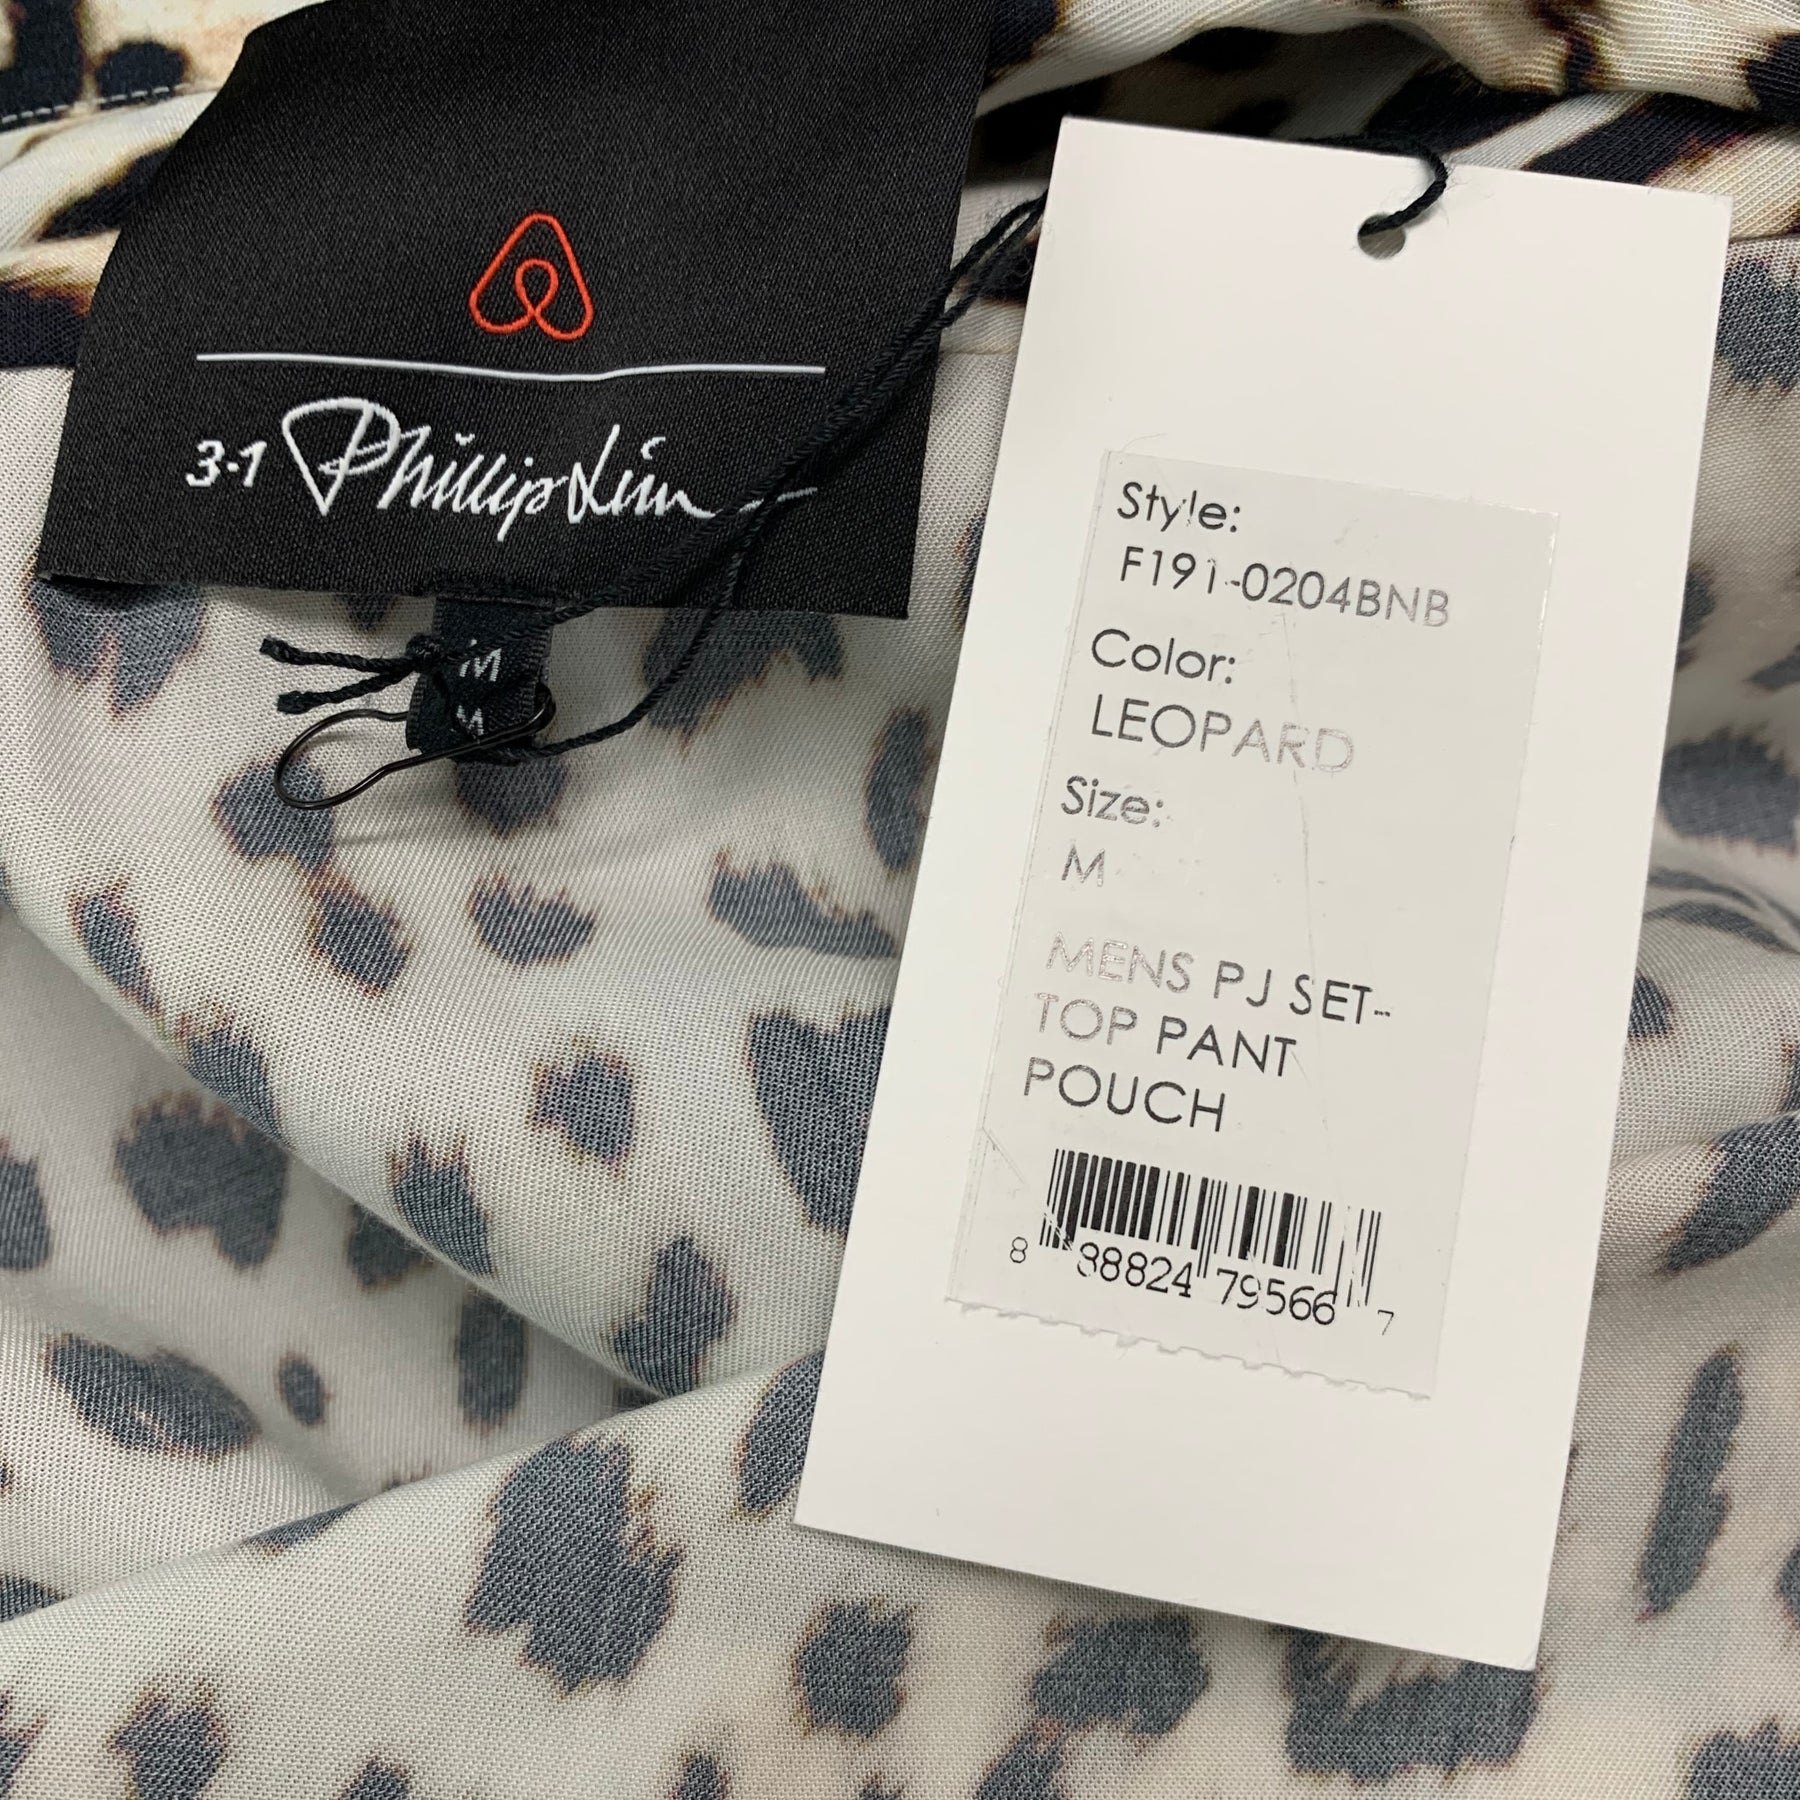 3.1 Phillip Lim
M
M
Style:
F191-0204BNB
Color:
LEOPARD
Size:
M
MENS PJ SET-
TOP PANT
POUCH
8 88824 79566 7